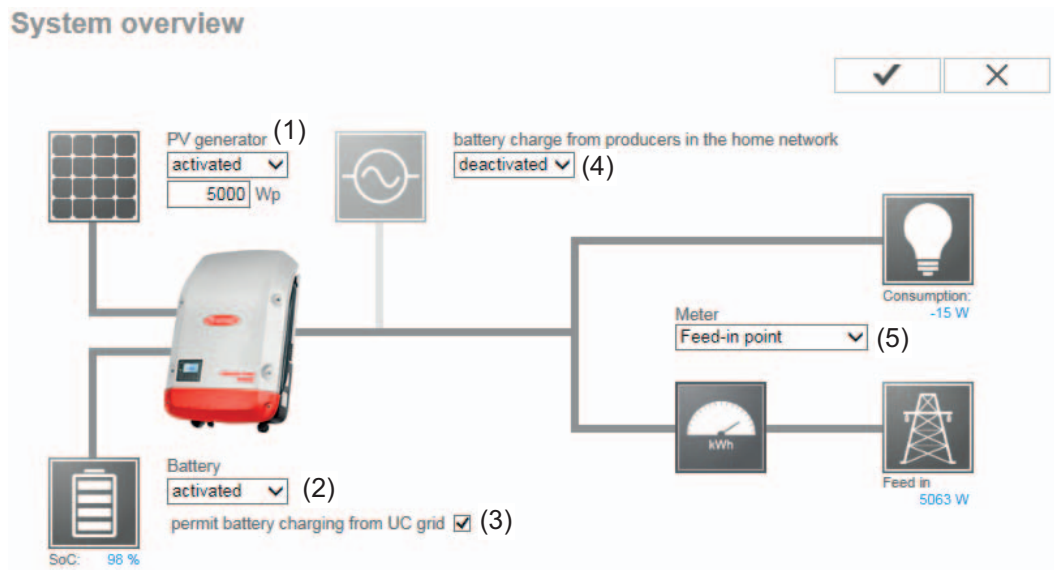 System overview
PV generator (1)
activated
5000 Wp
battery charge from producers in the home network
deactivated (4)
Consumption:
-15 W
Meter
Feed-in point (5)
kWh
Feed in
5063 W
Battery
activated (2)
permit battery charging from UC grid (3)
SoC: 98 %